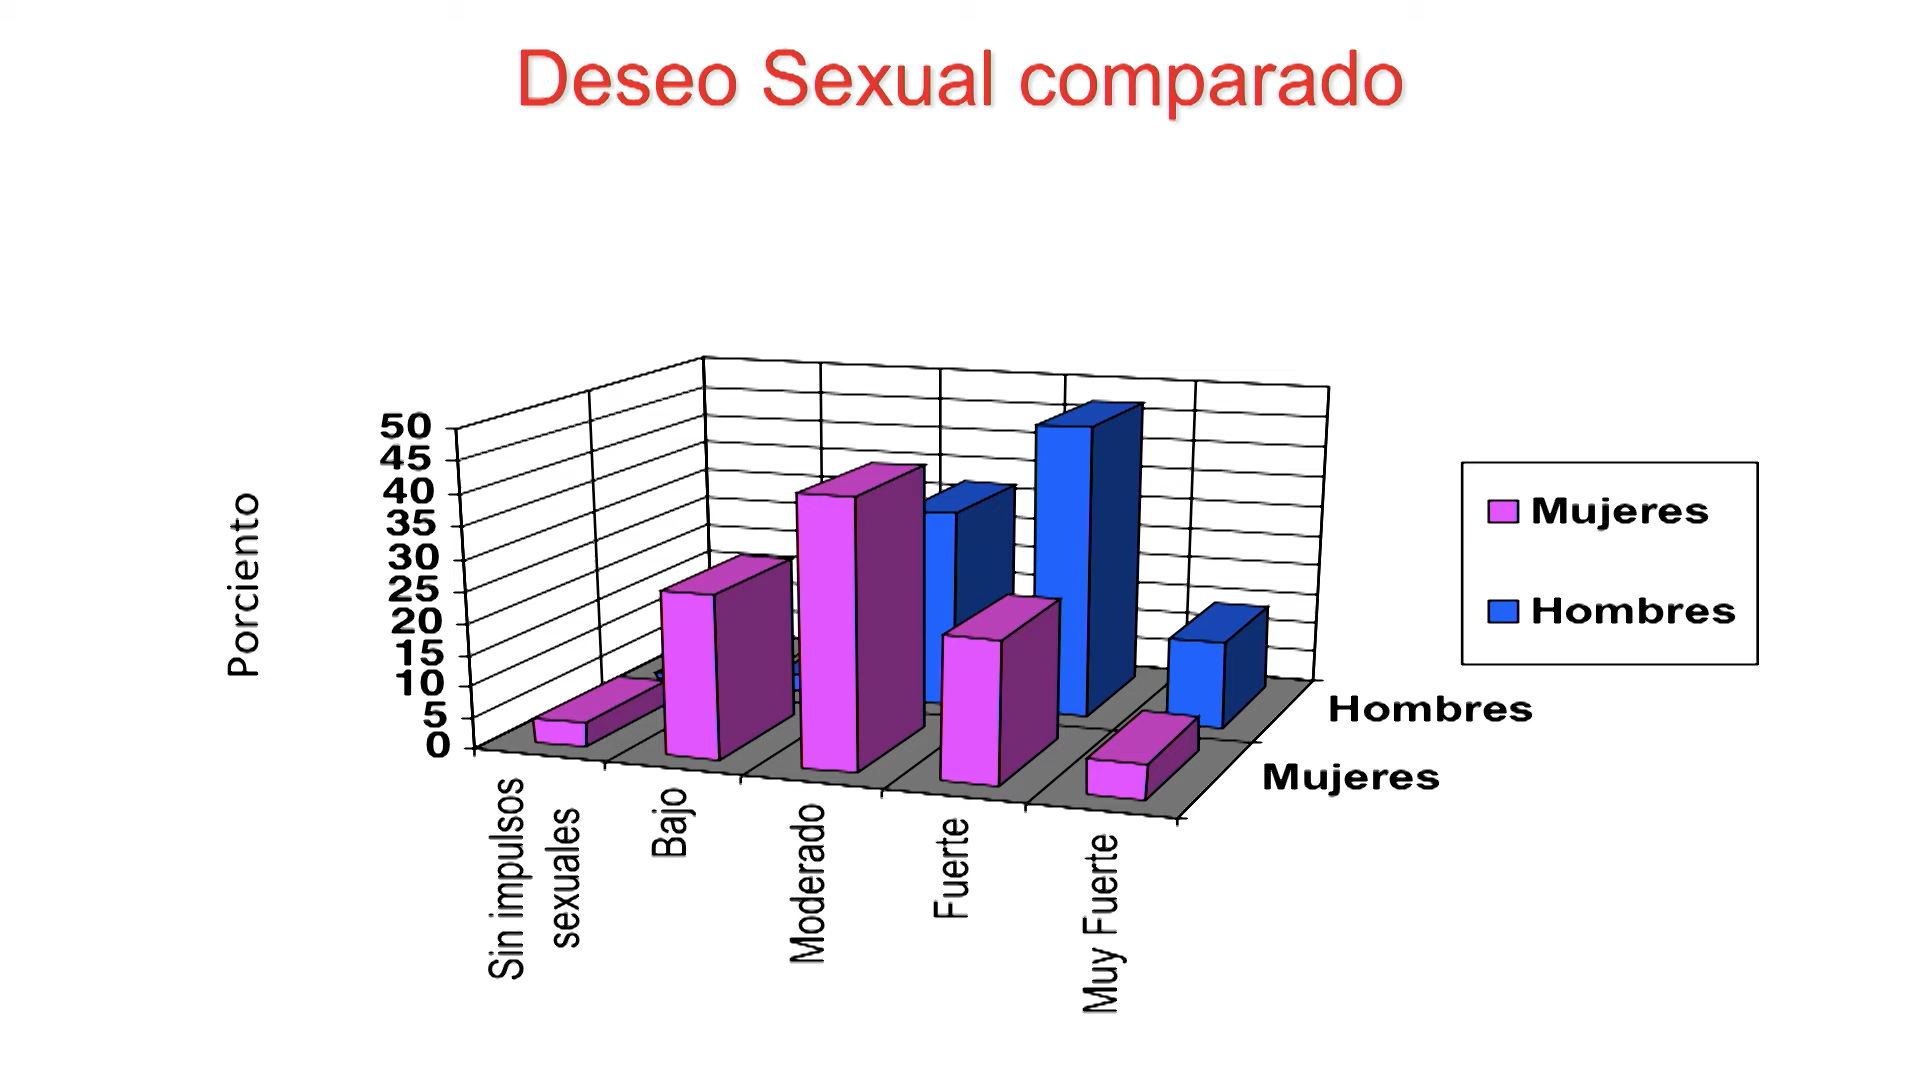 Deseo Sexual comparado
Porciento
50
45
40
35
30
25
20
15
10
5
0
Sin impulsos
sexuales
Bajo
Moderado
Fuerte
Muy Fuerte
Hombres
Mujeres
Mujeres
Hombres